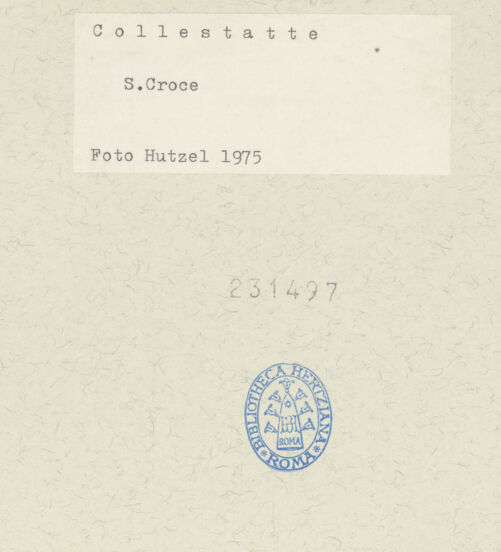 Collestatte
S.Croce
Foto Hutzel 1975
231497
BIBLIOTHECA HERTZIANA
ROMA
* ROMA *